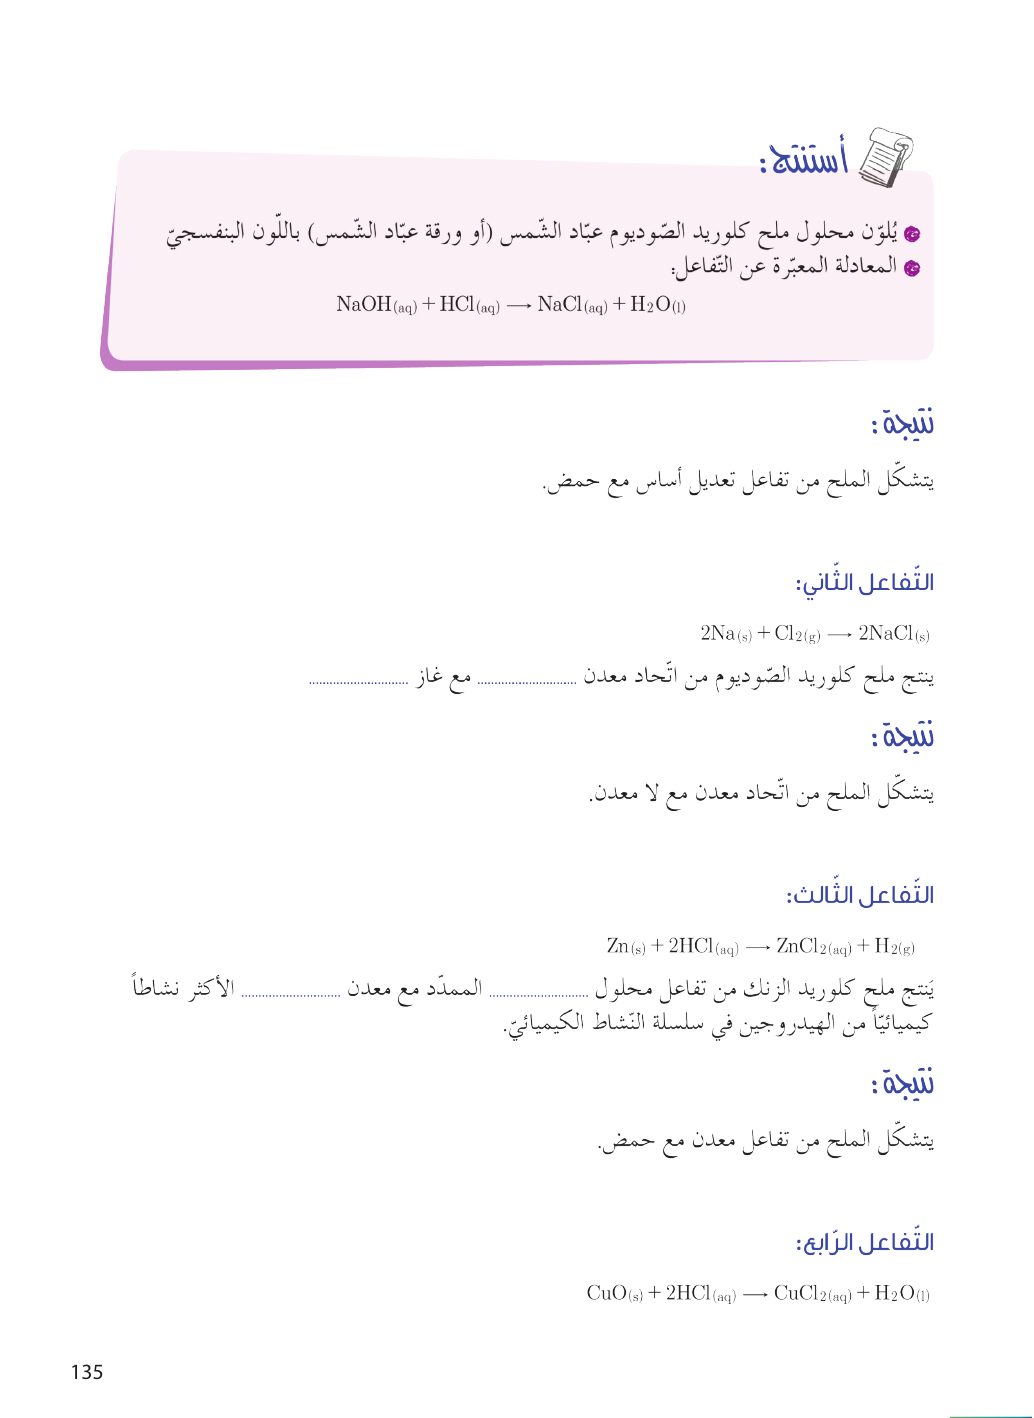 أستنتج:
يُلوّن محلول ملح كلوريد الصّوديوم عبّاد الشّمس (أو ورقة عبّاد الشّمس) باللّون البنفسجيّ
المعادلة المعبّرة عن التّفاعل:
NaOH(aq) + HCl(aq) ⟶ NaCl(aq) + H2O(l)
نتيجة:
يتشكّل الملح من تفاعل تعديل أساس مع حمض.
التّفاعل الثّاني:
2Na(s) + Cl2(g) ⟶ 2NaCl(s)
ينتج ملح كلوريد الصّوديوم من اتّحاد معدن .......................... مع غاز ..........................
نتيجة:
يتشكّل الملح من اتّحاد معدن مع لا معدن.
التّفاعل الثّالث:
Zn(s) + 2HCl(aq) ⟶ ZnCl2(aq) + H2(g)
يَنتج ملح كلوريد الزنك من تفاعل محلول .......................... الممدّد مع معدن .......................... الأكثر نشاطاً
كيميائيّاً من الهيدروجين في سلسلة النّشاط الكيميائيّ.
نتيجة:
يتشكّل الملح من تفاعل معدن مع حمض.
التّفاعل الرّابع:
CuO(s) + 2HCl(aq) ⟶ CuCl2(aq) + H2O(l)
135